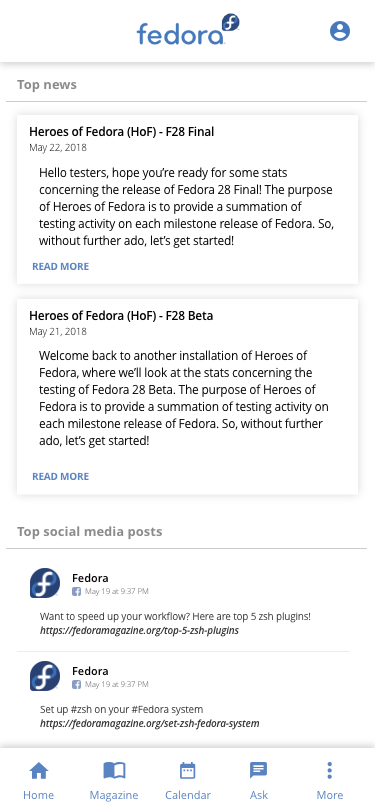 fedora
Top news
Heroes of Fedora (HoF) - F28 Final
May 22, 2018
Hello testers, hope you’re ready for some stats
concerning the release of Fedora 28 Final! The purpose
of Heroes of Fedora is to provide a summation of
testing activity on each milestone release of Fedora. So,
without further ado, let’s get started!
READ MORE
Heroes of Fedora (HoF) - F28 Beta
May 21, 2018
Welcome back to another installation of Heroes of
Fedora, where we’ll look at the stats concerning the
testing of Fedora 28 Beta. The purpose of Heroes of
Fedora is to provide a summation of testing activity on
each milestone release of Fedora. So, without further
ado, let’s get started!
READ MORE
Top social media posts
Fedora
May 19 at 9:37 PM
Want to speed up your workflow? Here are top 5 zsh plugins!
https://fedoramagazine.org/top-5-zsh-plugins
Fedora
May 19 at 9:37 PM
Set up #zsh on your #Fedora system
https://fedoramagazine.org/set-zsh-fedora-system
Home Magazine Calendar Ask More